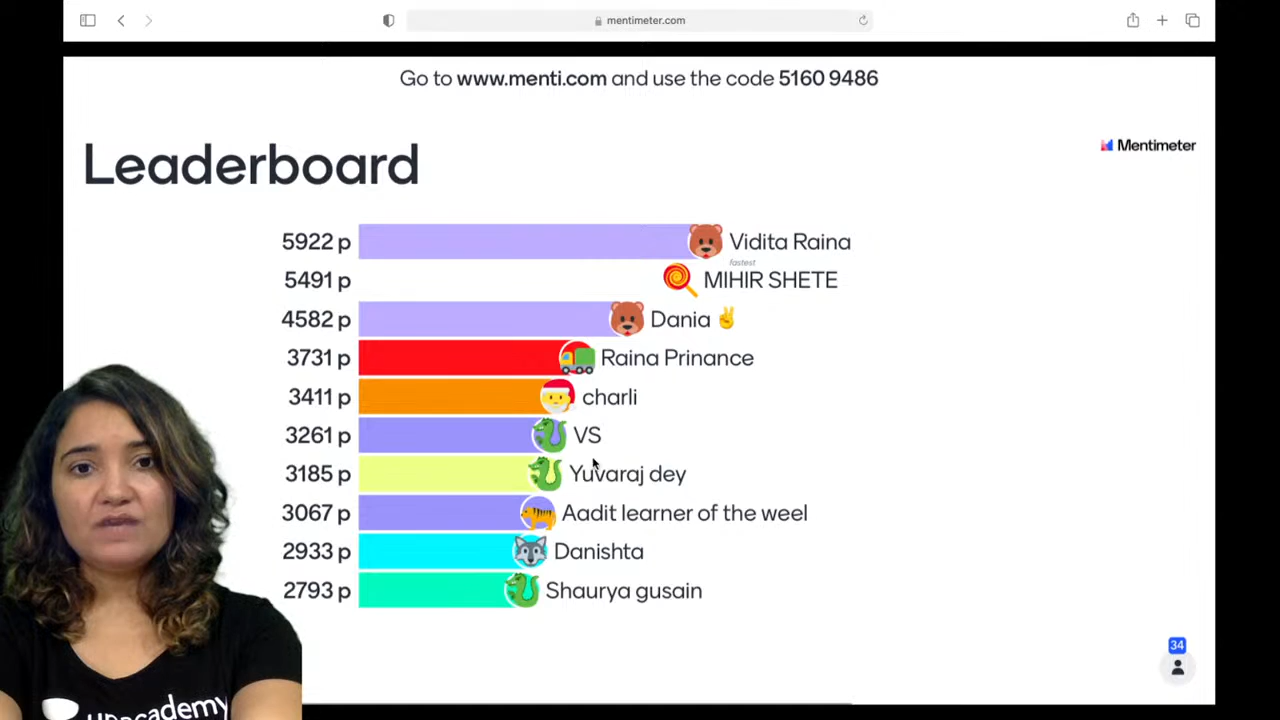 mentimeter.com
Go to www.menti.com and use the code 5160 9486
Leaderboard
Mentimeter
5922 p Vidita Raina
fastest
5491 p MIHIR SHETE
4582 p Dania ✌️
3731 p Raina Prinance
3411 p charli
3261 p VS
3185 p Yuvaraj dey
3067 p Aadit learner of the weel
2933 p Danishta
2793 p Shaurya gusain
34